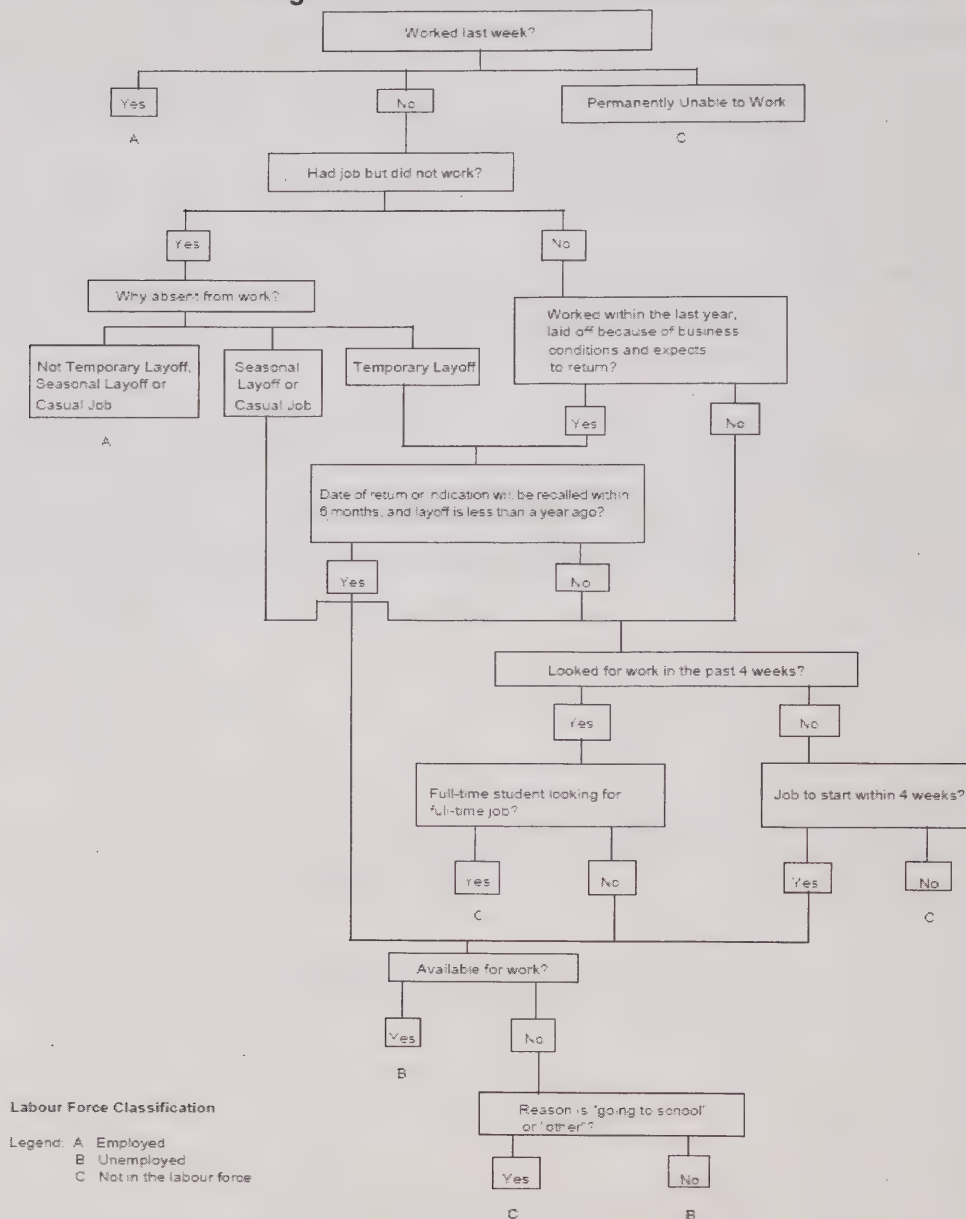 Worked last week?
Yes
No
Permanently Unable to Work
A
C
Had job but did not work?
Yes
No
Why absent from work?
Worked within the last year,
laid off because of business
conditions and expects
to return?
Not Temporary Layoff,
Seasonal Layoff or
Casual Job
Seasonal
Layoff or
Casual Job
Temporary Layoff
A
Yes
No
Date of return or indication will be recalled within
6 months, and layoff is less than a year ago?
Yes
No
Looked for work in the past 4 weeks?
Yes
No
Full-time student looking for
full-time job?
Job to start within 4 weeks?
Yes
No
Yes
No
C
C
Available for work?
Yes
No
B
Labour Force Classification
Legend: A Employed
B Unemployed
C Not in the labour force
Reason is "going to school"
or "other"?
Yes
No
C
B